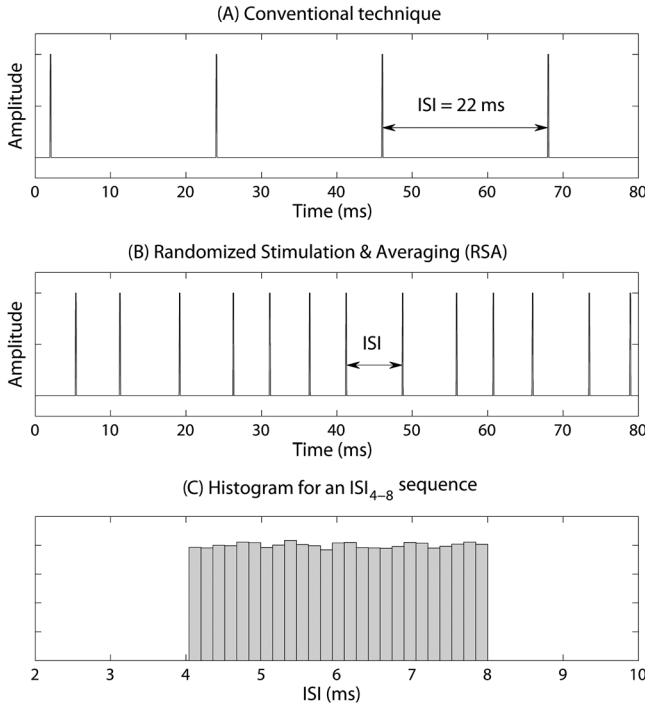 (A) Conventional technique
Amplitude
ISI = 22 ms
0 10 20 30 40 50 60 70 80
Time (ms)
(B) Randomized Stimulation & Averaging (RSA)
Amplitude
ISI
0 10 20 30 40 50 60 70 80
Time (ms)
(C) Histogram for an ISI4–8 sequence
2 3 4 5 6 7 8 9 10
ISI (ms)